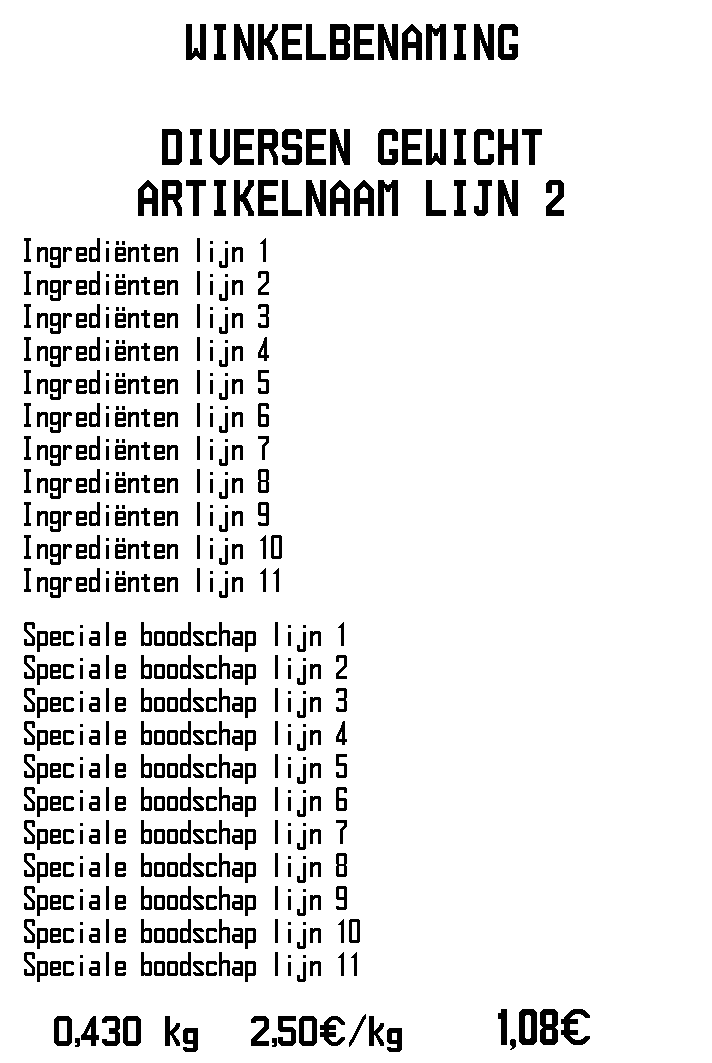 WINKELBENAMING
DIVERSEN GEWICHT
ARTIKELNAAM LIJN 2
Ingrediënten lijn 1
Ingrediënten lijn 2
Ingrediënten lijn 3
Ingrediënten lijn 4
Ingrediënten lijn 5
Ingrediënten lijn 6
Ingrediënten lijn 7
Ingrediënten lijn 8
Ingrediënten lijn 9
Ingrediënten lijn 10
Ingrediënten lijn 11
Speciale boodschap lijn 1
Speciale boodschap lijn 2
Speciale boodschap lijn 3
Speciale boodschap lijn 4
Speciale boodschap lijn 5
Speciale boodschap lijn 6
Speciale boodschap lijn 7
Speciale boodschap lijn 8
Speciale boodschap lijn 9
Speciale boodschap lijn 10
Speciale boodschap lijn 11
0,430 kg 2,50€/kg 1,08€